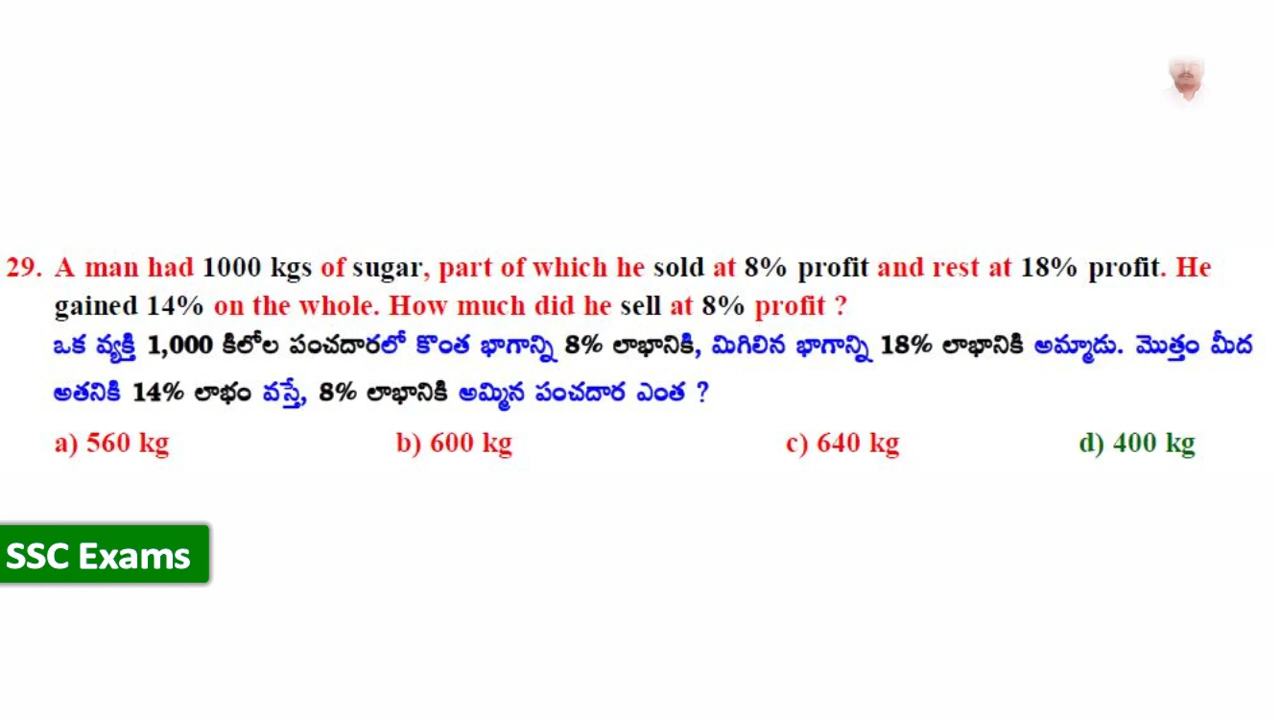 29. A man had 1000 kgs of sugar, part of which he sold at 8% profit and rest at 18% profit. He
gained 14% on the whole. How much did he sell at 8% profit ?
ఒక వ్యక్తి 1,000 కిలోల పంచదారలో కొంత భాగాన్ని 8% లాభానికి, మిగిలిన భాగాన్ని 18% లాభానికి అమ్మాడు. మొత్తం మీద
అతనికి 14% లాభం వస్తే, 8% లాభానికి అమ్మిన పంచదార ఎంత ?
a) 560 kg b) 600 kg c) 640 kg d) 400 kg
SSC Exams